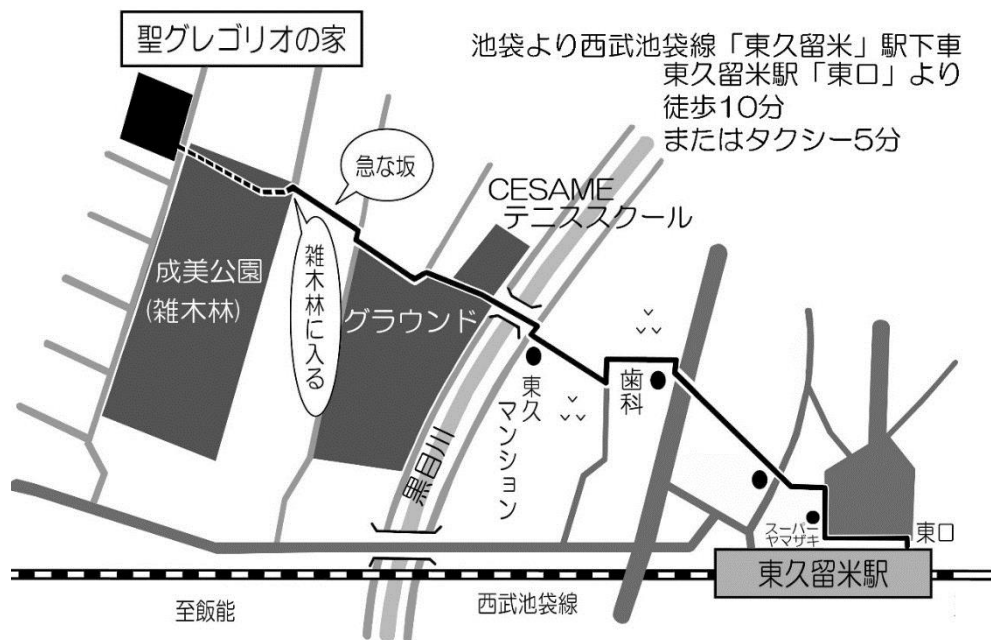 聖グレゴリオの家
池袋より西武池袋線「東久留米」駅下車
東久留米駅「東口」より
徒歩10分
またはタクシー5分
急な坂
CESAME
テニススクール
成美公園
(雑木林)
雑木林に入る
グラウンド
東久
マンション
歯科
黒目川
スーパー
ヤマザキ
東口
東久留米駅
至飯能
西武池袋線